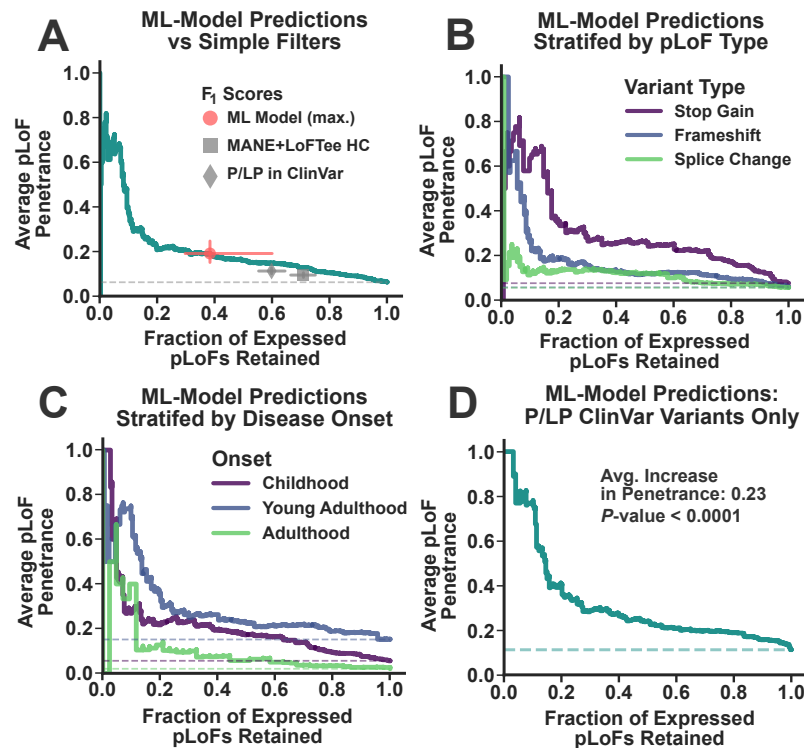 A
ML-Model Predictions
vs Simple Filters
F1 Scores
ML Model (max.)
MANE+LoFTee HC
P/LP in ClinVar
Average pLoF
Penetrance
1.0
0.8
0.6
0.4
0.2
0.0
0.0 0.2 0.4 0.6 0.8 1.0
Fraction of Expressed
pLoFs Retained
B
ML-Model Predictions
Stratifed by pLoF Type
Variant Type
Stop Gain
Frameshift
Splice Change
Average pLoF
Penetrance
1.0
0.8
0.6
0.4
0.2
0.0
0.0 0.2 0.4 0.6 0.8 1.0
Fraction of Expressed
pLoFs Retained
C
ML-Model Predictions
Stratifed by Disease Onset
Onset
Childhood
Young Adulthood
Adulthood
Average pLoF
Penetrance
1.0
0.8
0.6
0.4
0.2
0.0
0.0 0.2 0.4 0.6 0.8 1.0
Fraction of Expressed
pLoFs Retained
D
ML-Model Predictions:
P/LP ClinVar Variants Only
Avg. Increase
in Penetrance: 0.23
P-value < 0.0001
Average pLoF
Penetrance
1.0
0.8
0.6
0.4
0.2
0.0
0.0 0.2 0.4 0.6 0.8 1.0
Fraction of Expressed
pLoFs Retained